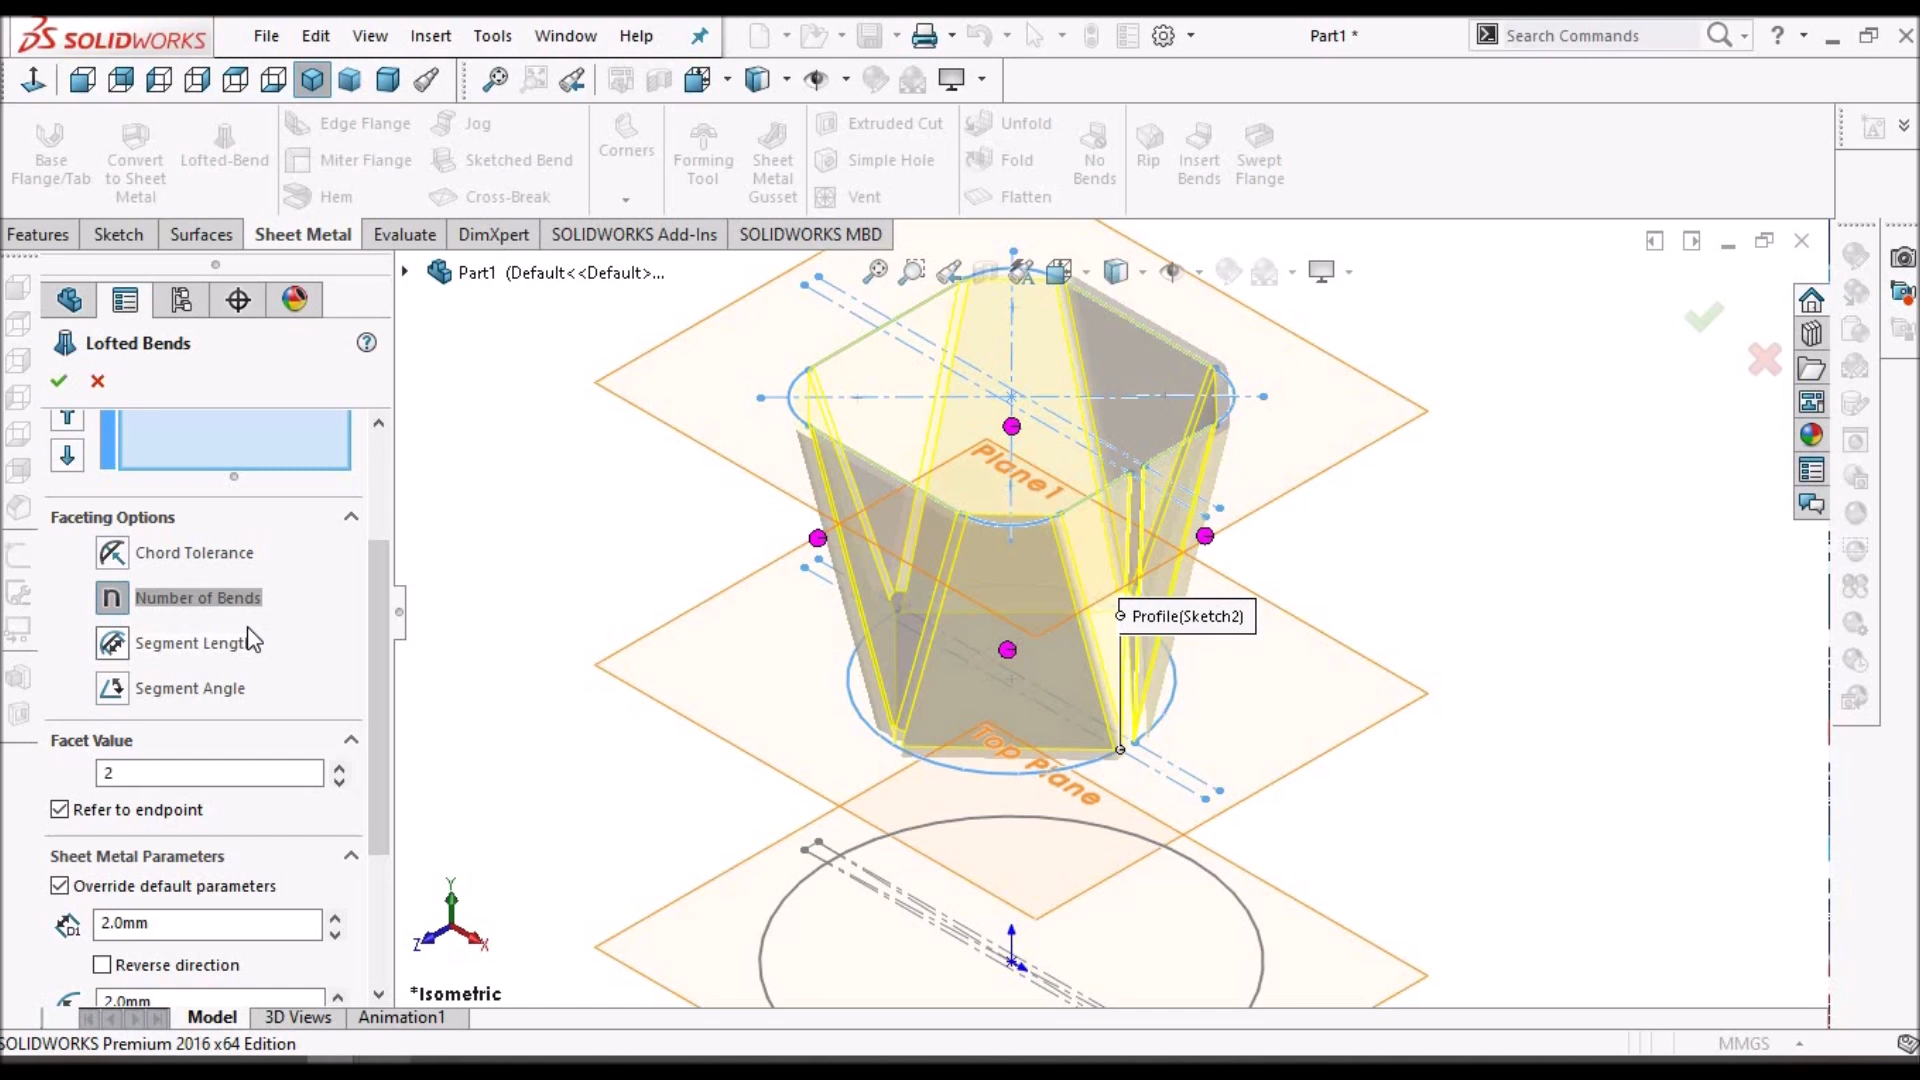 SOLIDWORKS
File Edit View Insert Tools Window Help
Part1 *
Search Commands
?
Base Flange/Tab
Convert to Sheet Metal
Lofted-Bend
Edge Flange
Miter Flange
Hem
Jog
Sketched Bend
Cross-Break
Corners
Forming Tool
Sheet Metal Gusset
Extruded Cut
Simple Hole
Vent
Unfold
Fold
Flatten
No Bends
Rip
Insert Bends
Swept Flange
Features Sketch Surfaces Sheet Metal Evaluate DimXpert SOLIDWORKS Add-Ins SOLIDWORKS MBD
Part1 (Default<<Default>...
Lofted Bends
?
Faceting Options
Chord Tolerance
n Number of Bends
Segment Length
Segment Angle
Facet Value
2
Refer to endpoint
Sheet Metal Parameters
Override default parameters
D1
2.0mm
Reverse direction
2.0mm
Plane1
Profile(Sketch2)
Top Plane
Y
Z
X
*Isometric
Model 3D Views Animation1
SOLIDWORKS Premium 2016 x64 Edition
MMGS